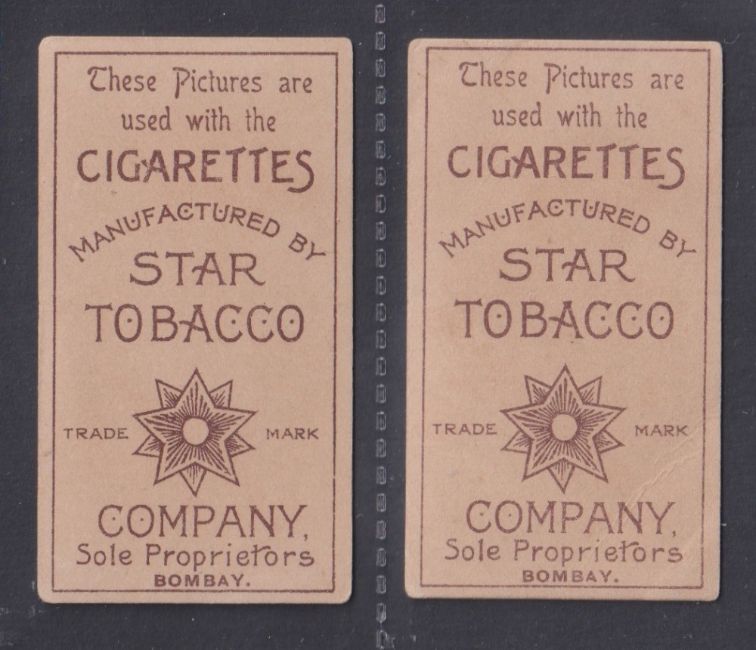 These Pictures are
used with the
CIGARETTES
MANUFACTURED BY
STAR
TOBACCO
TRADE MARK
COMPANY,
Sole Proprietors
BOMBAY.
These Pictures are
used with the
CIGARETTES
MANUFACTURED BY
STAR
TOBACCO
TRADE MARK
COMPANY,
Sole Proprietors
BOMBAY.